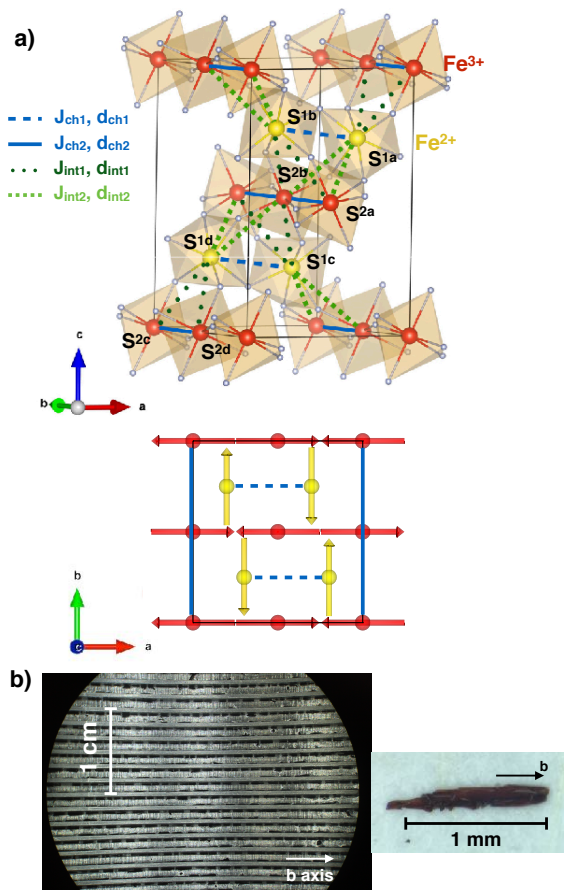 a)
Fe3+
J_ch1, d_ch1
J_ch2, d_ch2
J_int1, d_int1
J_int2, d_int2
S1b
Fe2+
S1a
S2b
S2a
S1d
S1c
S2c
S2d
c
b
a
b
c
a
b)
1 cm
b axis
b
1 mm